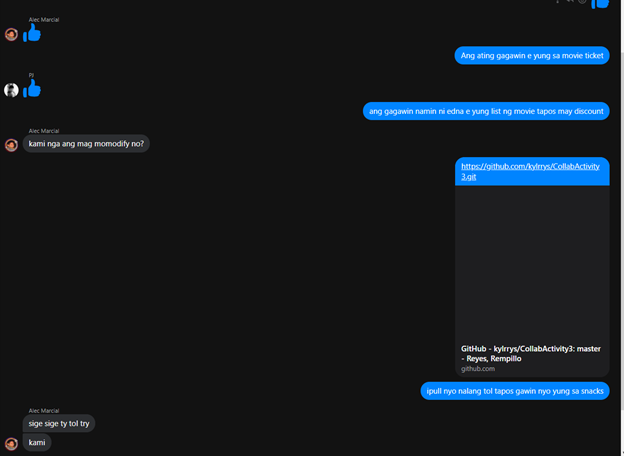 Alec Marcial
Ang ating gagawin e yung sa movie ticket
PJ
ang gagawin namin ni edna e yung list ng movie tapos may discount
Alec Marcial
kami nga ang mag momodify no?
https://github.com/kylrrys/CollabActivity
3.git
GitHub - kylrrys/CollabActivity3: master
- Reyes, Rempillo
github.com
ipull nyo nalang tol tapos gawin nyo yung sa snacks
Alec Marcial
sige sige ty tol try
kami